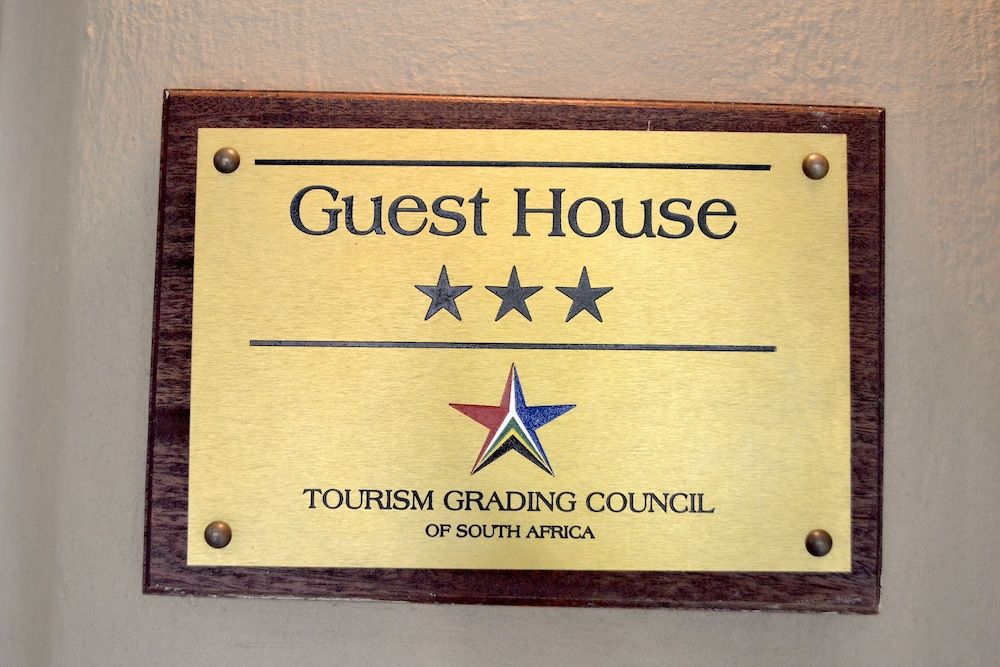 Guest House
TOURISM GRADING COUNCIL
OF SOUTH AFRICA